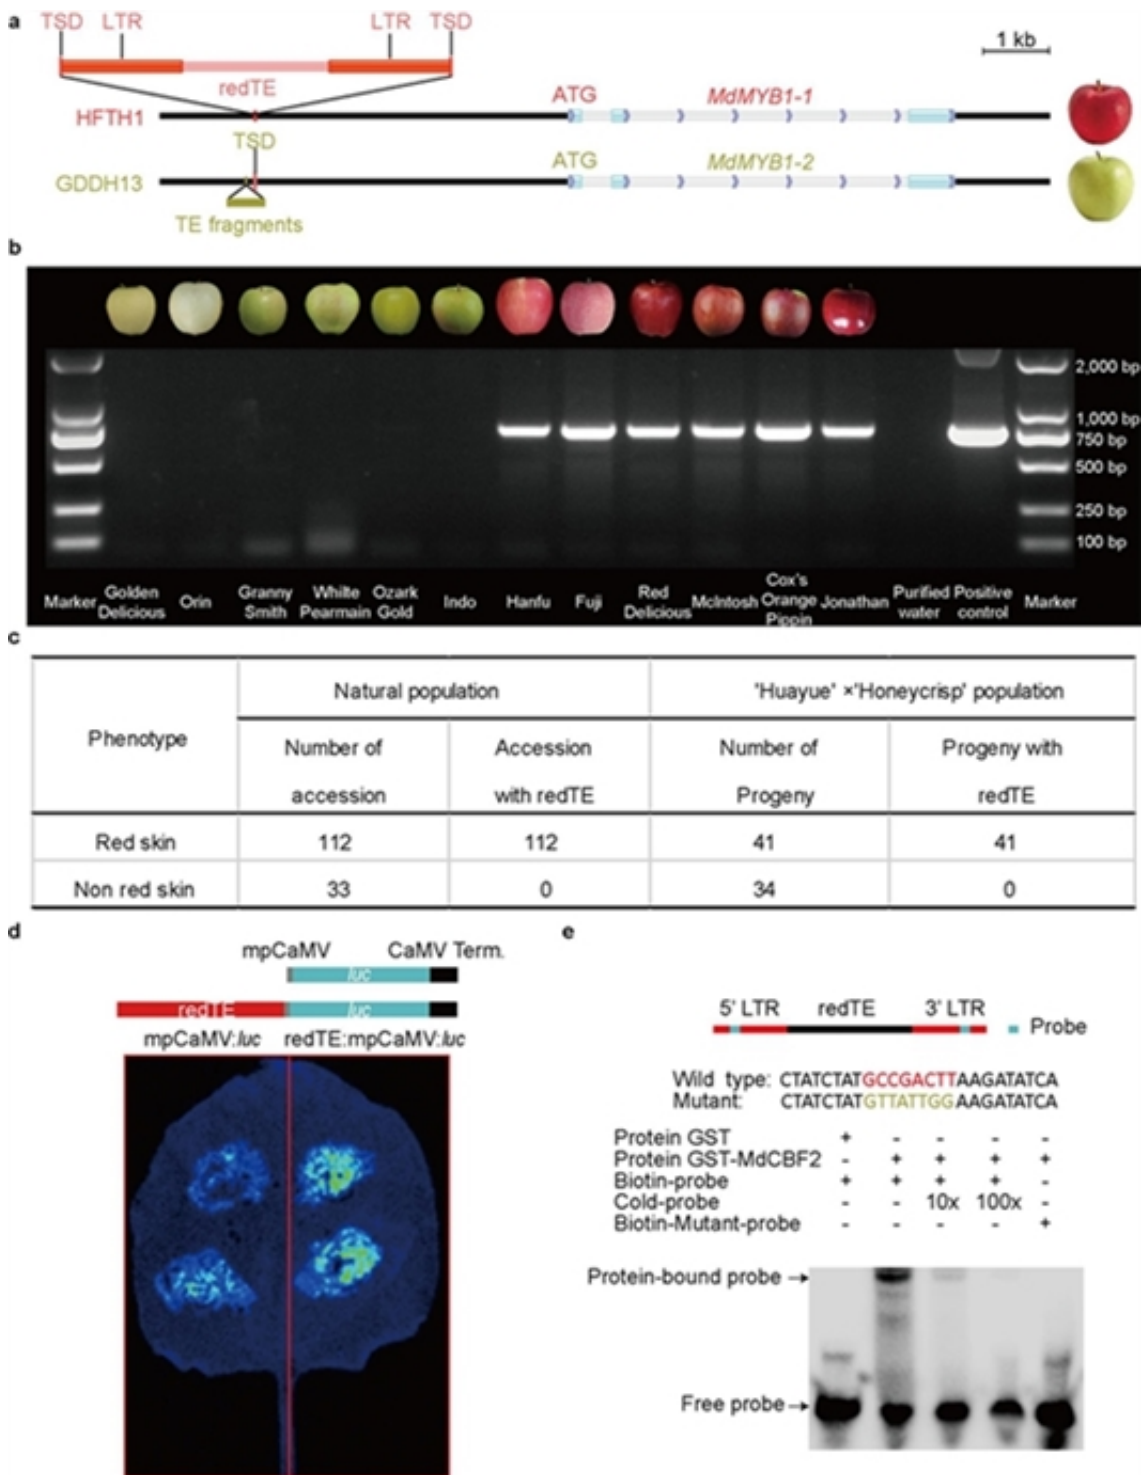 a
TSD LTR LTR TSD
1 kb
redTE
ATG MdMYB1-1
HFTH1
TSD
ATG MdMYB1-2
GDDH13
TE fragments
b
2,000 bp
1,000 bp
750 bp
500 bp
250 bp
100 bp
Marker Golden Delicious Orin Granny Smith Whilte Pearmain Ozark Gold Indo Hanfu Fuji Red Delicious McIntosh Cox's Orange Pippin Jonathan Purified water Positive control Marker
c
Natural population 'Huayue' ×'Honeycrisp' population
Phenotype Number of accession Accession with redTE Number of Progeny Progeny with redTE
Red skin 112 112 41 41
Non red skin 33 0 34 0
d
mpCaMV CaMV Term.
luc
redTE luc
mpCaMV:luc redTE:mpCaMV:luc
e
5' LTR redTE 3' LTR
Probe
Wild type: CTATCTATGCCGACTTAAGATATCA
Mutant: CTATCTATGTTATTGGAAGATATCA
Protein GST + - - - -
Protein GST-MdCBF2 - + + + +
Biotin-probe + + + + -
Cold-probe - - 10x 100x -
Biotin-Mutant-probe - - - - +
Protein-bound probe
Free probe